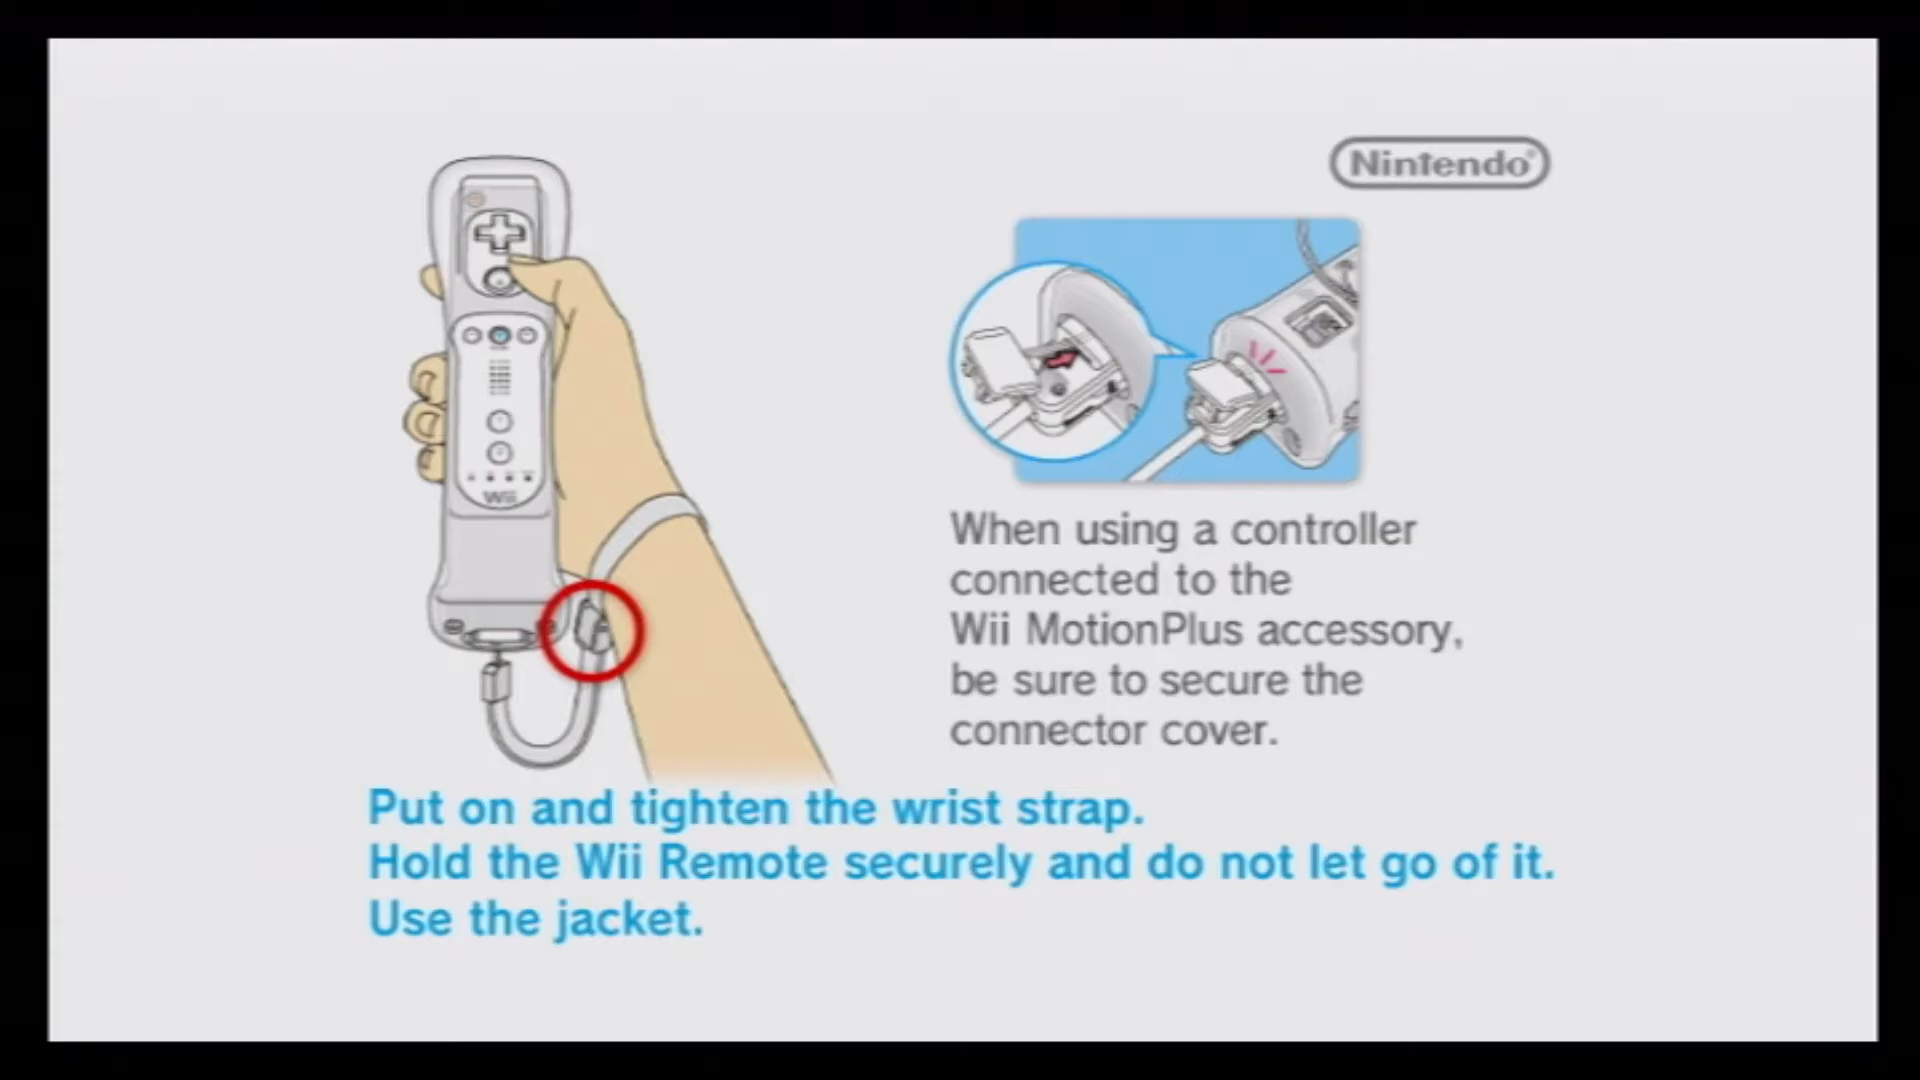 Nintendo®
Wii
When using a controller
connected to the
Wii MotionPlus accessory,
be sure to secure the
connector cover.
Put on and tighten the wrist strap.
Hold the Wii Remote securely and do not let go of it.
Use the jacket.